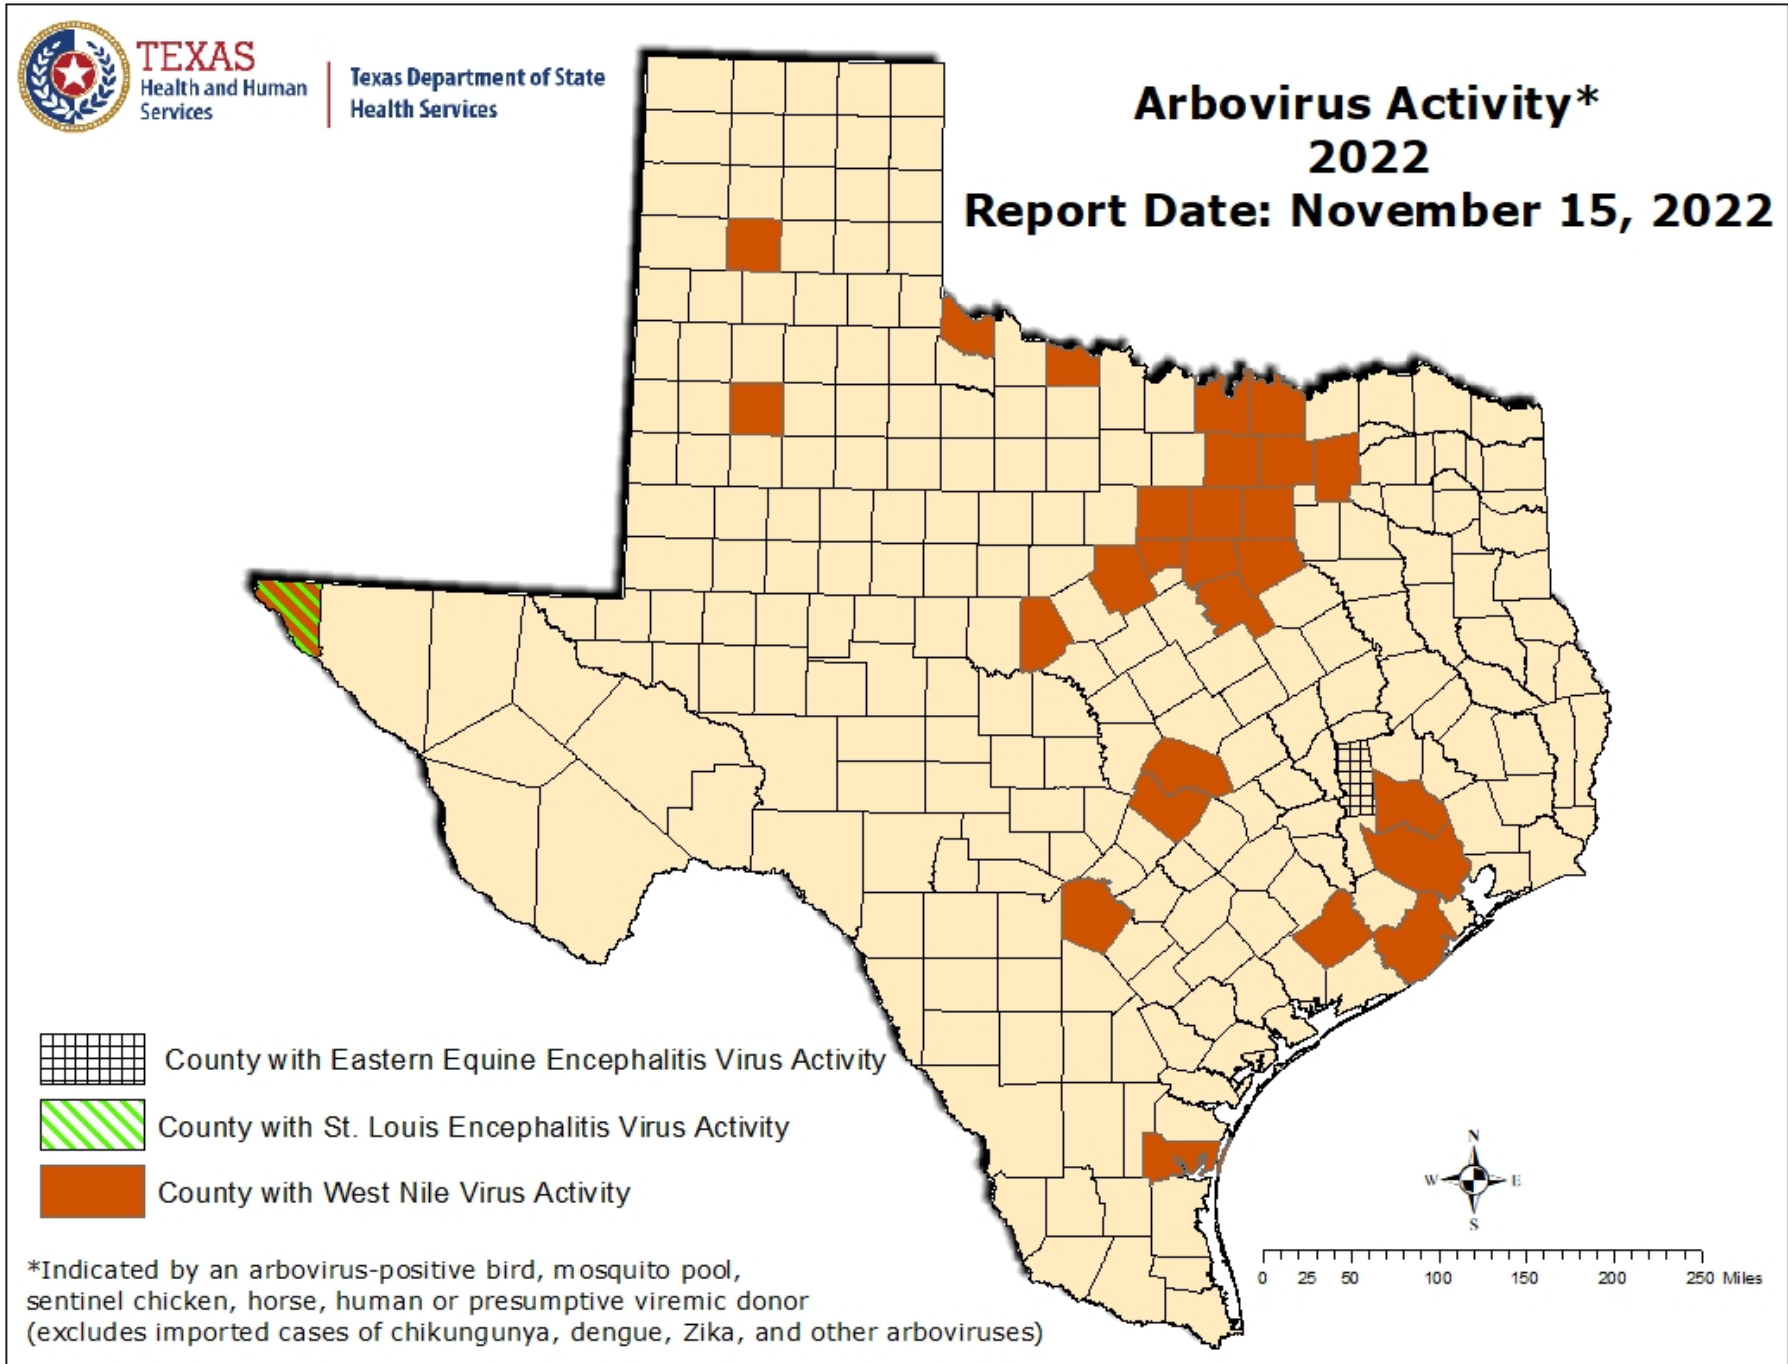 TEXAS
Health and Human
Services
Texas Department of State
Health Services
Arbovirus Activity*
2022
Report Date: November 15, 2022
County with Eastern Equine Encephalitis Virus Activity
County with St. Louis Encephalitis Virus Activity
County with West Nile Virus Activity
N
W E
S
0 25 50 100 150 200 250 Miles
*Indicated by an arbovirus-positive bird, mosquito pool,
sentinel chicken, horse, human or presumptive viremic donor
(excludes imported cases of chikungunya, dengue, Zika, and other arboviruses)